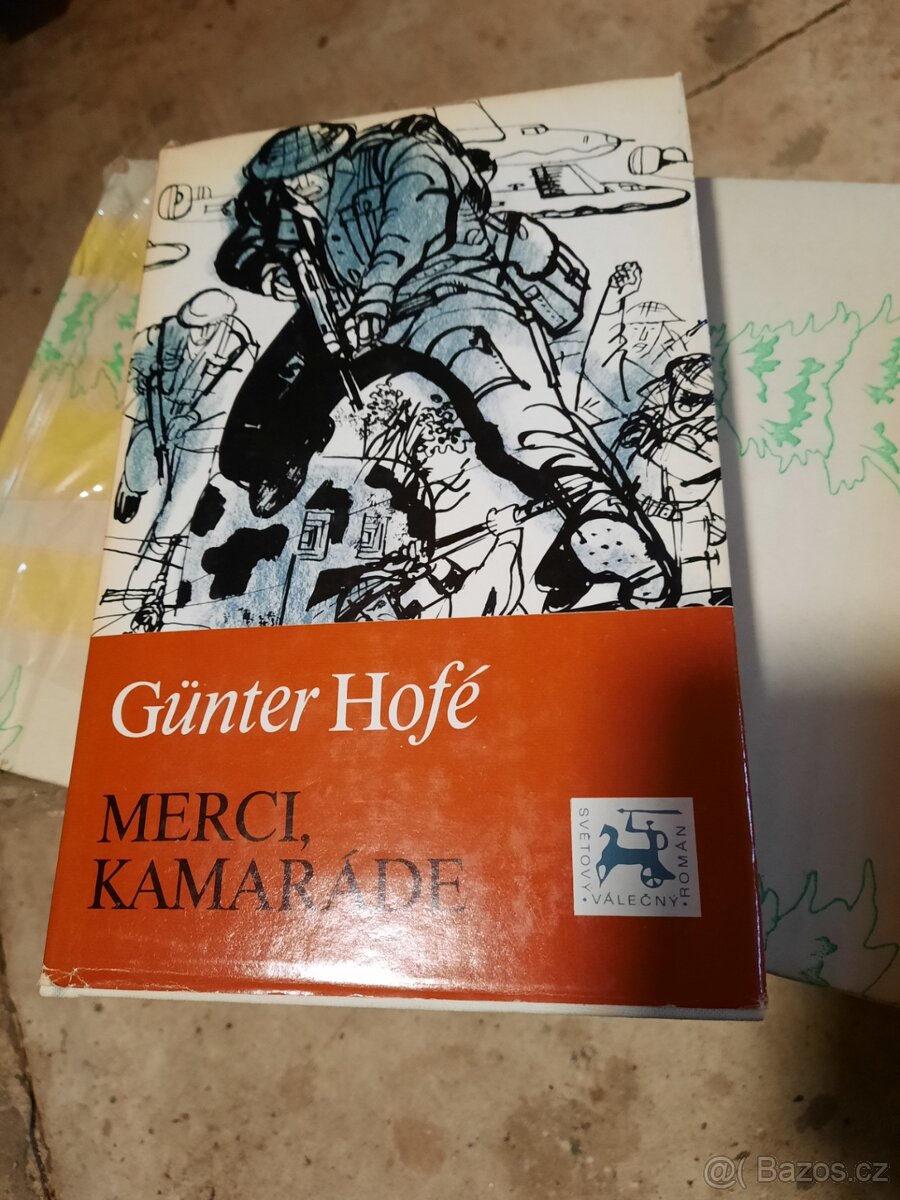 Günter Hofé
MERCI,
KAMARÁDE
SVĚTOVÝ
· VÁLEČNÝ ·
ROMÁN
@( Bazos.cz